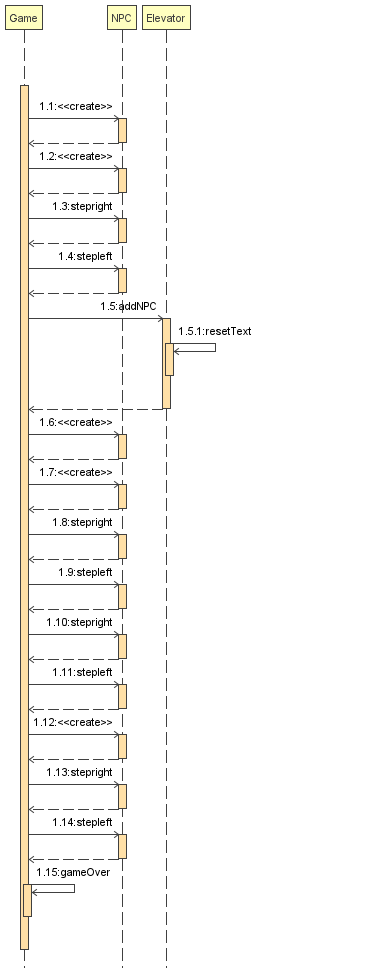 Game NPC Elevator
1.1:<<create>>
1.2:<<create>>
1.3:stepright
1.4:stepleft
1.5:addNPC
1.5.1:resetText
1.6:<<create>>
1.7:<<create>>
1.8:stepright
1.9:stepleft
1.10:stepright
1.11:stepleft
1.12:<<create>>
1.13:stepright
1.14:stepleft
1.15:gameOver